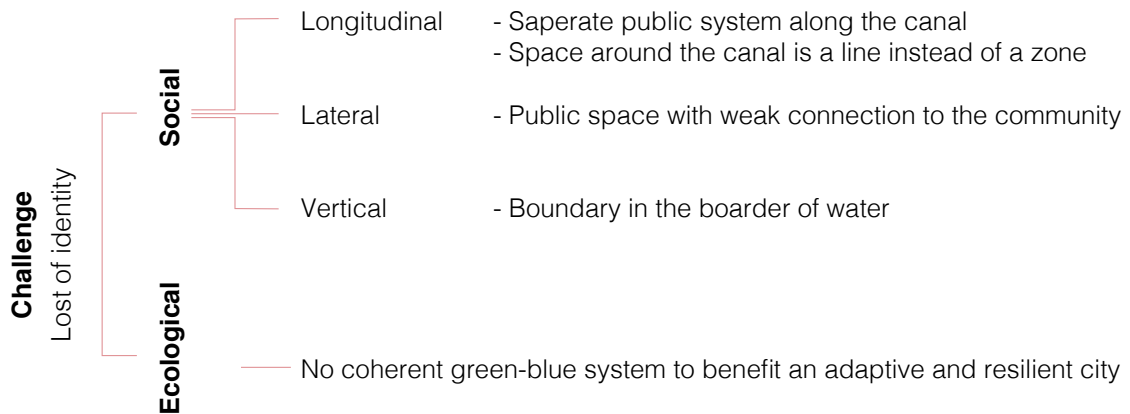 Challenge
Lost of identity
Social
Longitudinal - Saperate public system along the canal
- Space around the canal is a line instead of a zone
Lateral - Public space with weak connection to the community
Vertical - Boundary in the boarder of water
Ecological
No coherent green-blue system to benefit an adaptive and resilient city